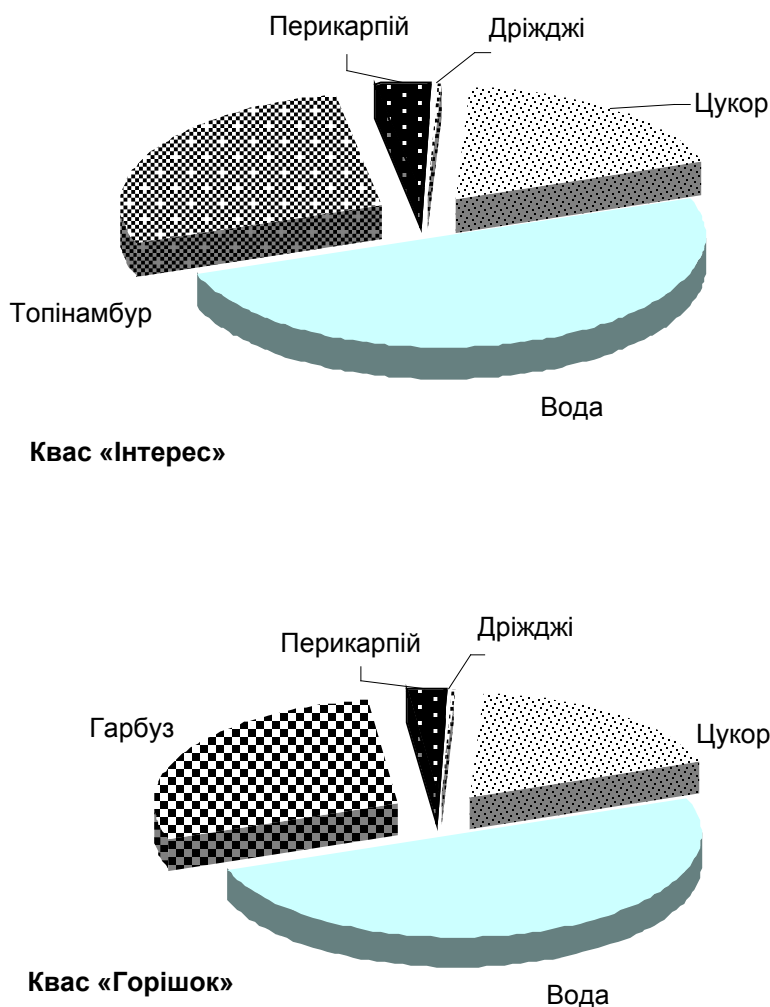 Перикарпій
Дріжджі
Цукор
Топінамбур
Вода
Квас «Інтерес»
Перикарпій
Дріжджі
Гарбуз
Цукор
Квас «Горішок»
Вода